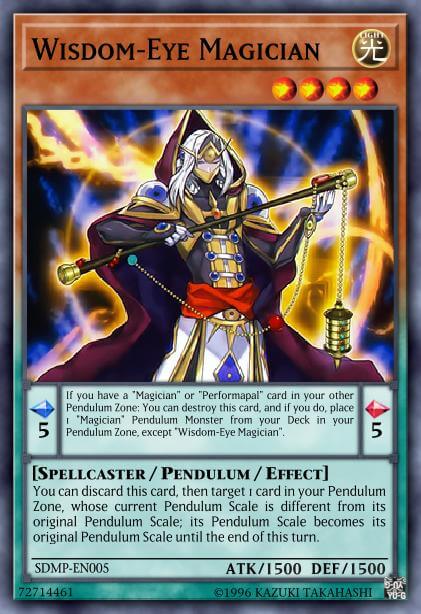 WISDOM-EYE MAGICIAN
LIGHT
光
If you have a "Magician" or "Performapal" card in your other
Pendulum Zone: You can destroy this card, and if you do, place
1 "Magician" Pendulum Monster from your Deck in
your Pendulum Zone, except "Wisdom-Eye Magician".
5
5
[SPELLCASTER / PENDULUM / EFFECT]
You can discard this card, then target 1 card in your Pendulum
Zone, whose current Pendulum Scale is different from its
original Pendulum Scale; its Pendulum Scale becomes its
original Pendulum Scale until the end of this turn.
SDMP-EN005
ATK/1500 DEF/1500
72714461
©1996 KAZUKI TAKAHASHI